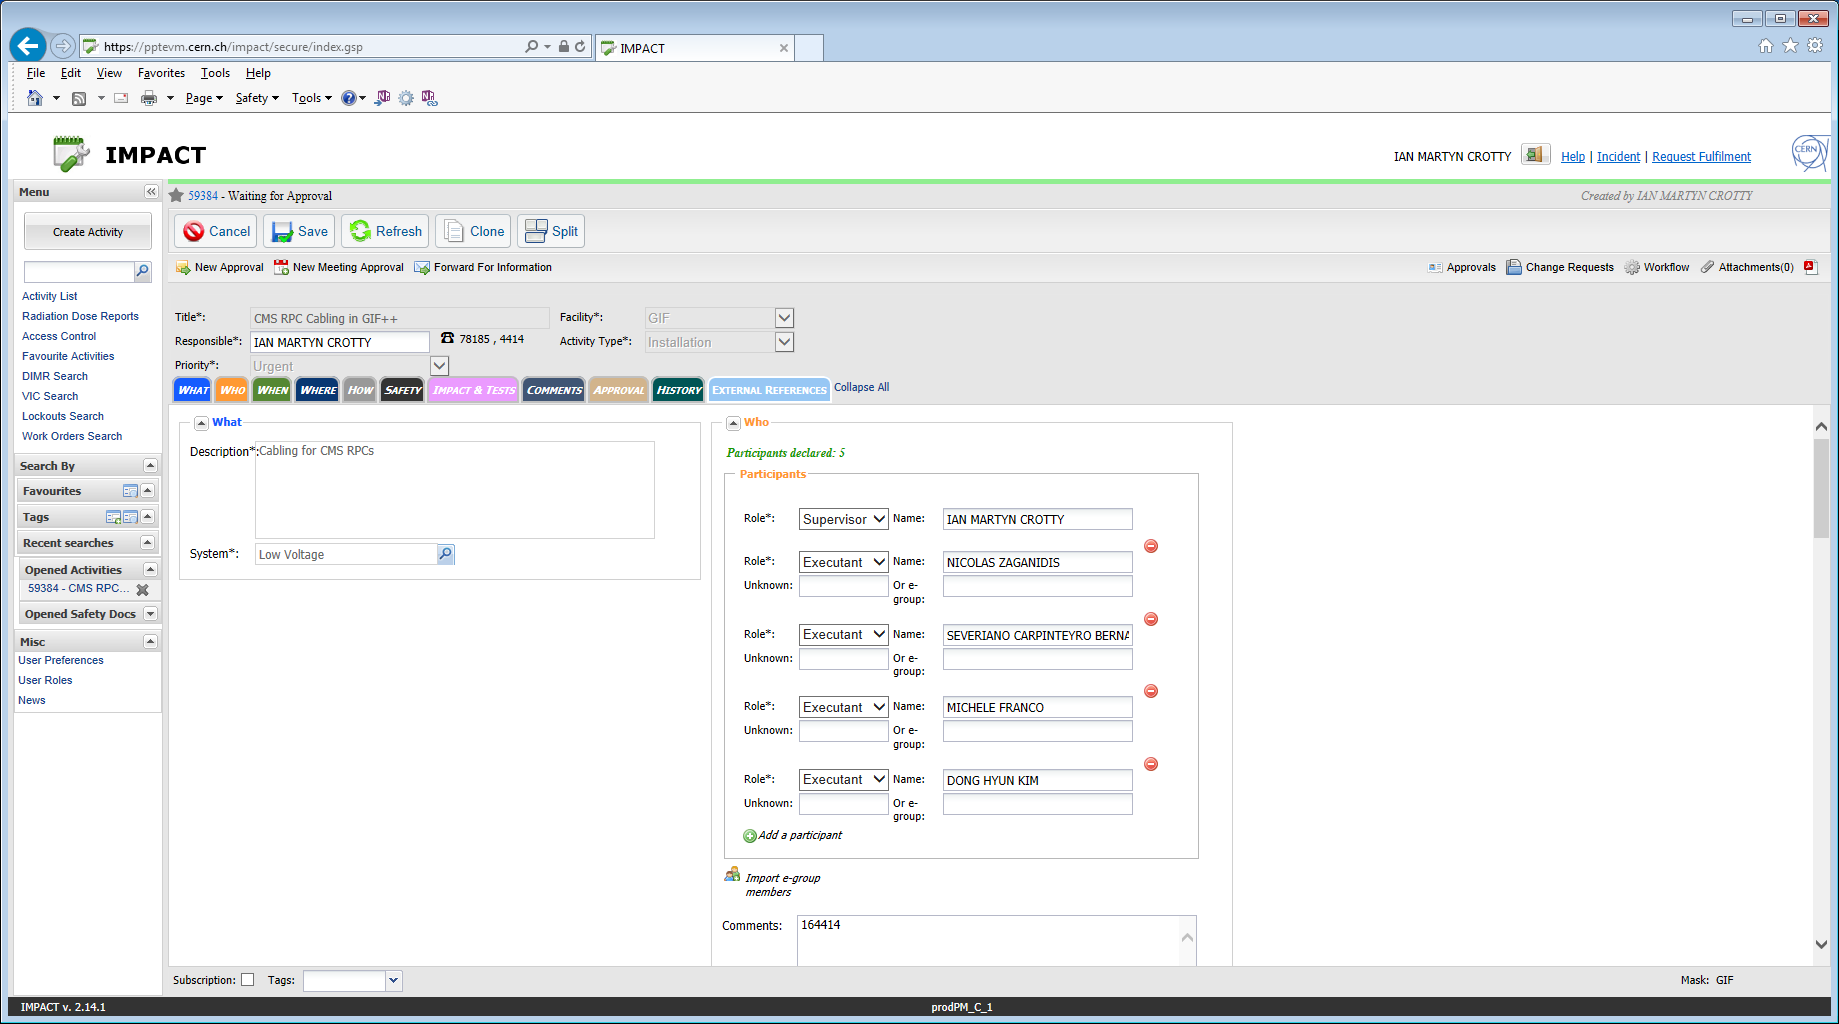 https://pptevm.cern.ch/impact/secure/index.gsp
IMPACT
File Edit View Favorites Tools Help
Page Safety Tools
IMPACT
IAN MARTYN CROTTY Help | Incident | Request Fulfilment
CERN
Menu
59384 - Waiting for Approval
Created by IAN MARTYN CROTTY
Create Activity
Cancel Save Refresh Clone Split
New Approval New Meeting Approval Forward For Information
Approvals Change Requests Workflow Attachments(0)
Activity List
Radiation Dose Reports
Access Control
Favourite Activities
DIMR Search
VIC Search
Lockouts Search
Work Orders Search
Search By
Favourites
Tags
Recent searches
Opened Activities
59384 - CMS RPC...
Opened Safety Docs
Misc
User Preferences
User Roles
News
Title*: CMS RPC Cabling in GIF++ Facility*: GIF
Responsible*: IAN MARTYN CROTTY 78185 , 4414 Activity Type*: Installation
Priority*: Urgent
WHAT WHO WHEN WHERE HOW SAFETY IMPACT & TESTS COMMENTS APPROVAL HISTORY EXTERNAL REFERENCES Collapse All
What
Description*: Cabling for CMS RPCs
System*: Low Voltage
Who
Participants declared: 5
Participants
Role*: Supervisor Name: IAN MARTYN CROTTY
Role*: Executant Name: NICOLAS ZAGANIDIS
Unknown: Or e-
group:
Role*: Executant Name: SEVERIANO CARPINTEYRO BERNA
Unknown: Or e-
group:
Role*: Executant Name: MICHELE FRANCO
Unknown: Or e-
group:
Role*: Executant Name: DONG HYUN KIM
Unknown: Or e-
group:
Add a participant
Import e-group
members
Comments: 164414
Subscription: Tags:
Mask: GIF
IMPACT v. 2.14.1
prodPM_C_1